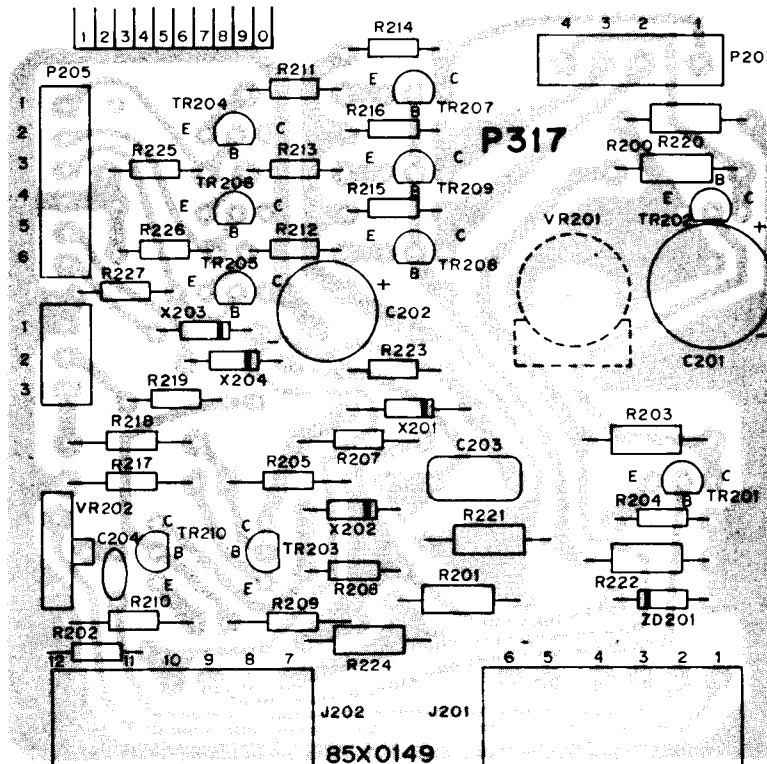 1 2 3 4 5 6 7 8 9 0
R214
4 3 2 1
P205
R211
E C
P20
1
TR204
R216
B
TR207
E C
P317
2
R220
R225
B
R213
E C
R200
3
TR206
B
TR209
B
4
E C
R215
E C
VR201
TR202
5
R226
B
R212
E C
+
6
TR205
B
TR208
R227
E C
+
X203
B
C202
1
-
-
2
X204
R223
C201
3
R219
X201
R218
R207
C203
R203
R217
R205
E C
VR202
X202
R204
B
TR201
C204
C
TR210
B
B
C
TR203
R221
E
E
R208
R201
R222
R210
R209
ZD201
R202
R224
12 11 10 9 8 7
6 5 4 3 2 1
J202
J201
85X0149